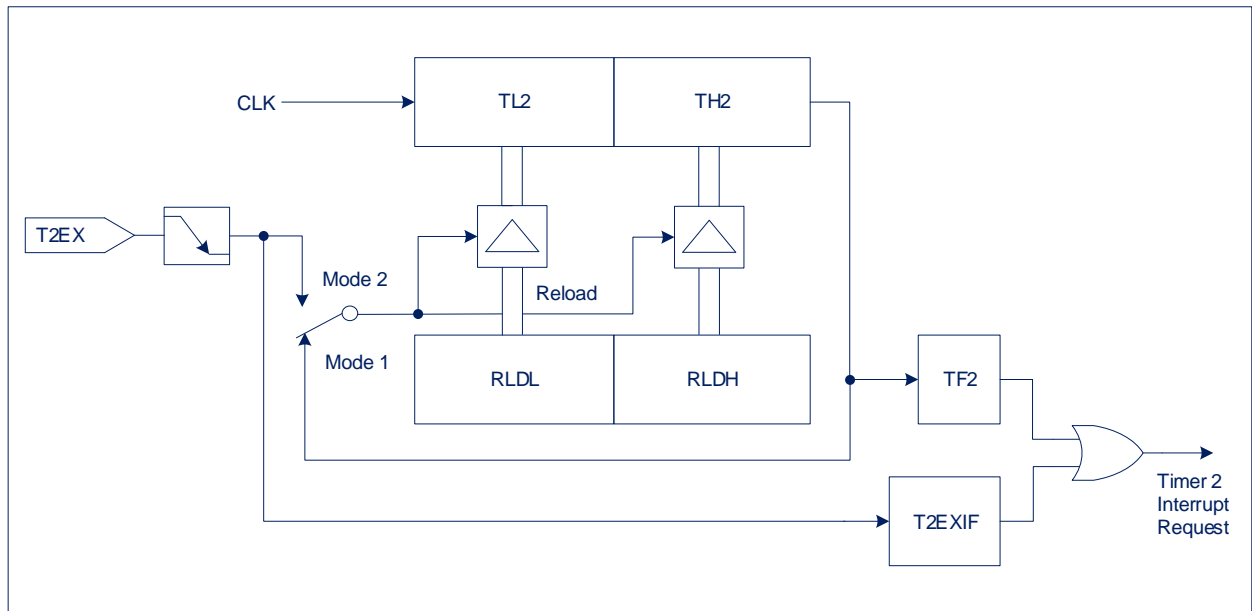 TL2
TH2
CLK
T2EX
Mode 2
Reload
Mode 1
RLDL
RLDH
TF2
T2EXIF
Timer 2
Interrupt
Request